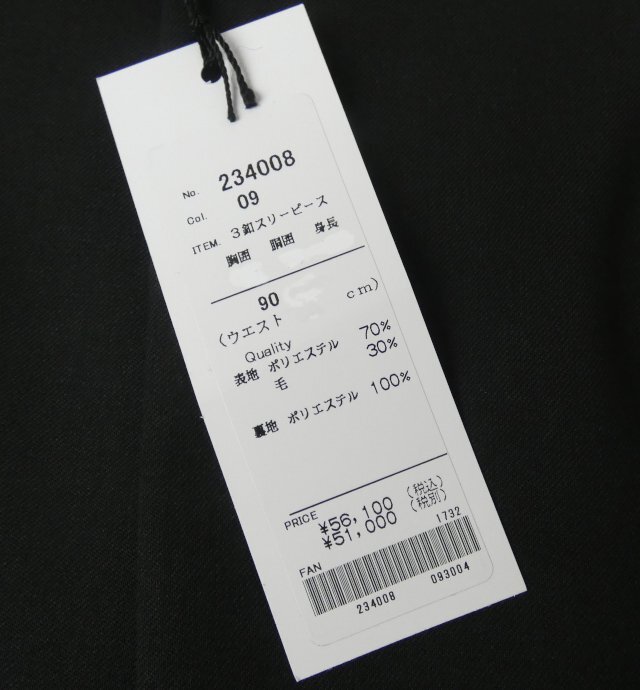 No. 234008
Col. 09
ITEM. 3釦スリーピース
胸囲 胴囲 身長
90
(ウエスト cm)
Quality
表地 ポリエステル 70%
毛 30%
裏地 ポリエステル 100%
PRICE ¥56,100 (税込)
¥51,000 (税別)
FAN 1732
234008 093004